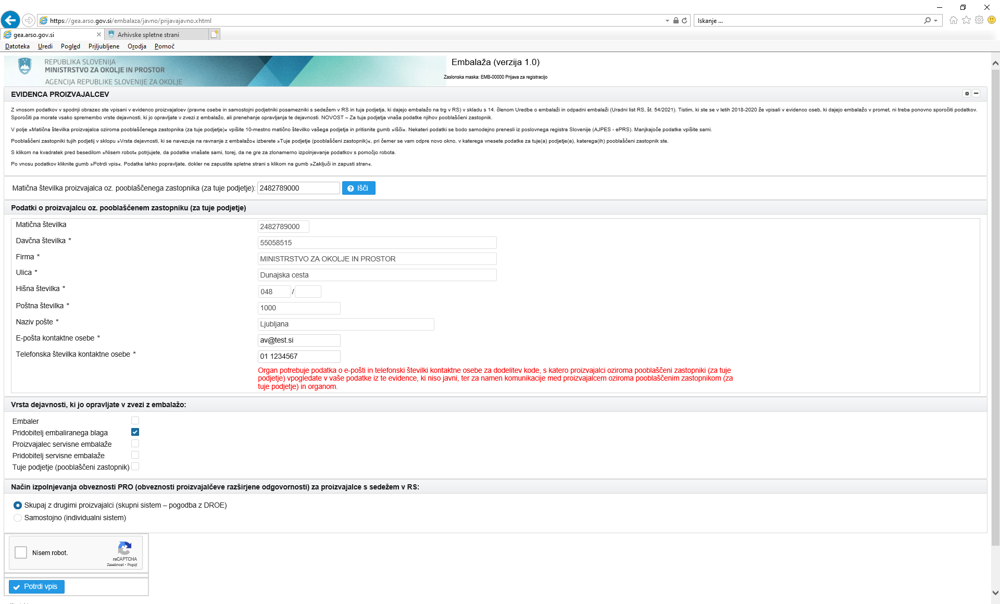 https://gea.arso.gov.si/embalaza/javno/prijavajavno.xhtml
Iskanje ...
gea.arso.gov.si
Arhivske spletne strani
Datoteka Uredi Pogled Priljubljene Orodja Pomoč
REPUBLIKA SLOVENIJA
MINISTRSTVO ZA OKOLJE IN PROSTOR
AGENCIJA REPUBLIKE SLOVENIJE ZA OKOLJE
Embalaža (verzija 1.0)
Zaslonska maska: EMB-00000 Prijava za registracijo
EVIDENCA PROIZVAJALCEV
Z vnosom podatkov v spodnji obrazec ste vpisani v evidenco proizvajalcev (pravne osebe in samostojni podjetniki posamezniki s sedežem v RS in tuja podjetja, ki dajejo embalažo na trg v RS) v skladu s 14. členom Uredbe o embalaži in odpadni embalaži (Uradni list RS, št. 54/2021). Tistim, ki ste se v letih 2018-2020 že vpisali v evidenco oseb, ki dajejo embalažo v promet, ni treba ponovno sporočiti podatkov.
Sporočiti pa morate vsako spremembo vrste dejavnosti, ki jo opravljate v zvezi z embalažo, ali prenehanje opravljanja te dejavnosti. NOVOST – Za tuja podjetja vnaša podatke njihov pooblaščeni zastopnik.
V polje »Matična številka proizvajalca oziroma pooblaščenega zastopnika (za tuje podjetje)« vpišite 10-mestno matično številko vašega podjetja in pritisnite gumb »Išči«. Nekateri podatki se bodo samodejno prenesli iz poslovnega registra Slovenije (AJPES - ePRS). Manjkajoče podatke vpišite sami.
Pooblaščeni zastopniki tujih podjetij v sklopu »Vrsta dejavnosti, ki se navezuje na ravnanje z embalažo« izberete »Tuje podjetje (pooblaščeni zastopnik)«, pri čemer se vam odpre novo okno, v katerega vnesete podatke za tuje(a) podjetje(a), katerega(ih) pooblaščeni zastopnik ste.
S klikom na kvadratek pred besedilom »Nisem robot« potrjujete, da podatke vnašate sami, torej, da ne gre za zlonamerno izpolnjevanje podatkov s pomočjo robota.
Po vnosu podatkov kliknite gumb »Potrdi vpis«. Podatke lahko popravljate, dokler ne zapustite spletne strani s klikom na gumb »Zaključi in zapusti stran«.
Matična številka proizvajalca oz. pooblaščenega zastopnika (za tuje podjetje): 2482789000 Išči
Podatki o proizvajalcu oz. pooblaščenem zastopniku (za tuje podjetje)
Matična številka 2482789000
Davčna številka * 55058515
Firma * MINISTRSTVO ZA OKOLJE IN PROSTOR
Ulica * Dunajska cesta
Hišna številka * 048 /
Poštna številka * 1000
Naziv pošte * Ljubljana
E-pošta kontaktne osebe * av@test.si
Telefonska številka kontaktne osebe * 01 1234567
Organ potrebuje podatka o e-pošti in telefonski številki kontaktne osebe za dodelitev kode, s katero proizvajalci oziroma pooblaščeni zastopniki (za tuje
podjetje) vpogledate v vaše podatke iz te evidence, ki niso javni, ter za namen komunikacije med proizvajalcem oziroma pooblaščenim zastopnikom (za
tuje podjetje) in organom.
Vrsta dejavnosti, ki jo opravljate v zvezi z embalažo:
Embaler
Pridobitelj embaliranega blaga
Proizvajalec servisne embalaže
Pridobitelj servisne embalaže
Tuje podjetje (pooblaščeni zastopnik)
Način izpolnjevanja obveznosti PRO (obveznosti proizvajalčeve razširjene odgovornosti) za proizvajalce s sedežem v RS:
Skupaj z drugimi proizvajalci (skupni sistem – pogodba z DROE)
Samostojno (individualni sistem)
Nisem robot.
reCAPTCHA
Zasebnost - Pogoji
Potrdi vpis